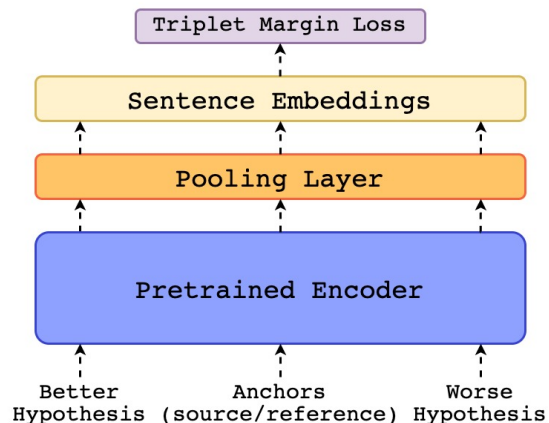 Triplet Margin Loss
Sentence Embeddings
Pooling Layer
Pretrained Encoder
Better Anchors Worse
Hypothesis (source/reference) Hypothesis